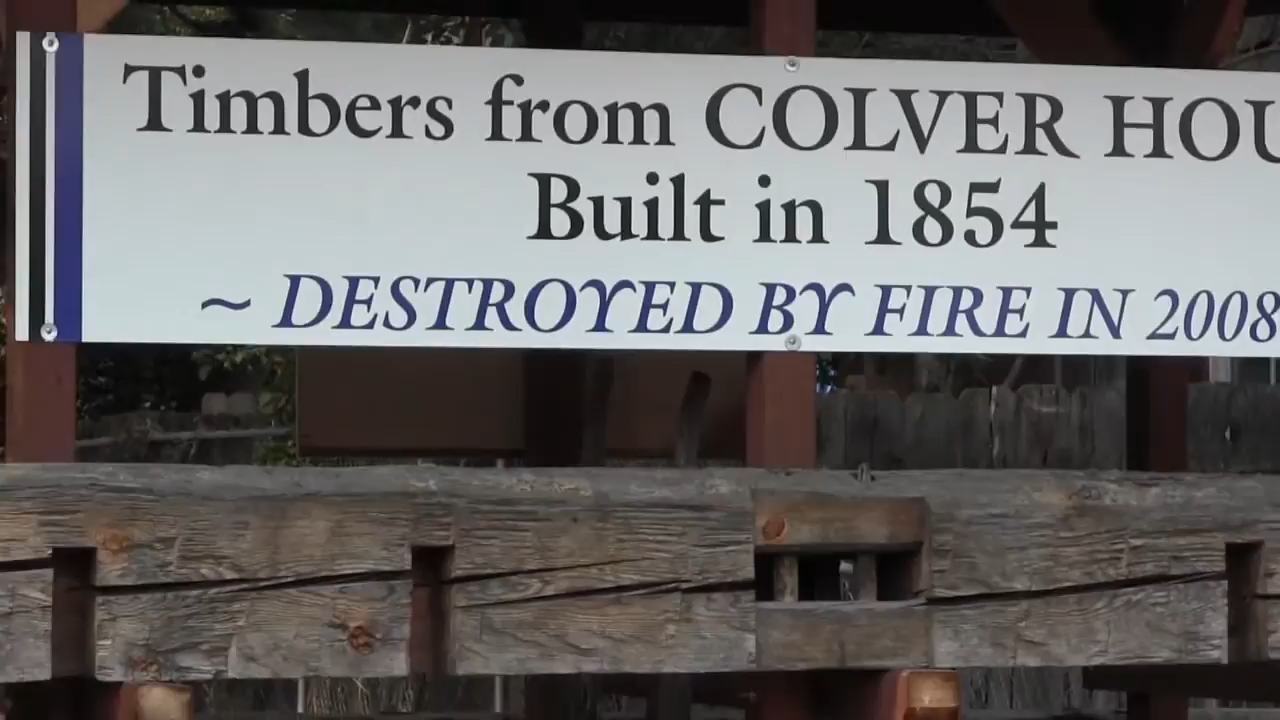 Timbers from COLVER HOU
Built in 1854
~ DESTROYED BY FIRE IN 2008